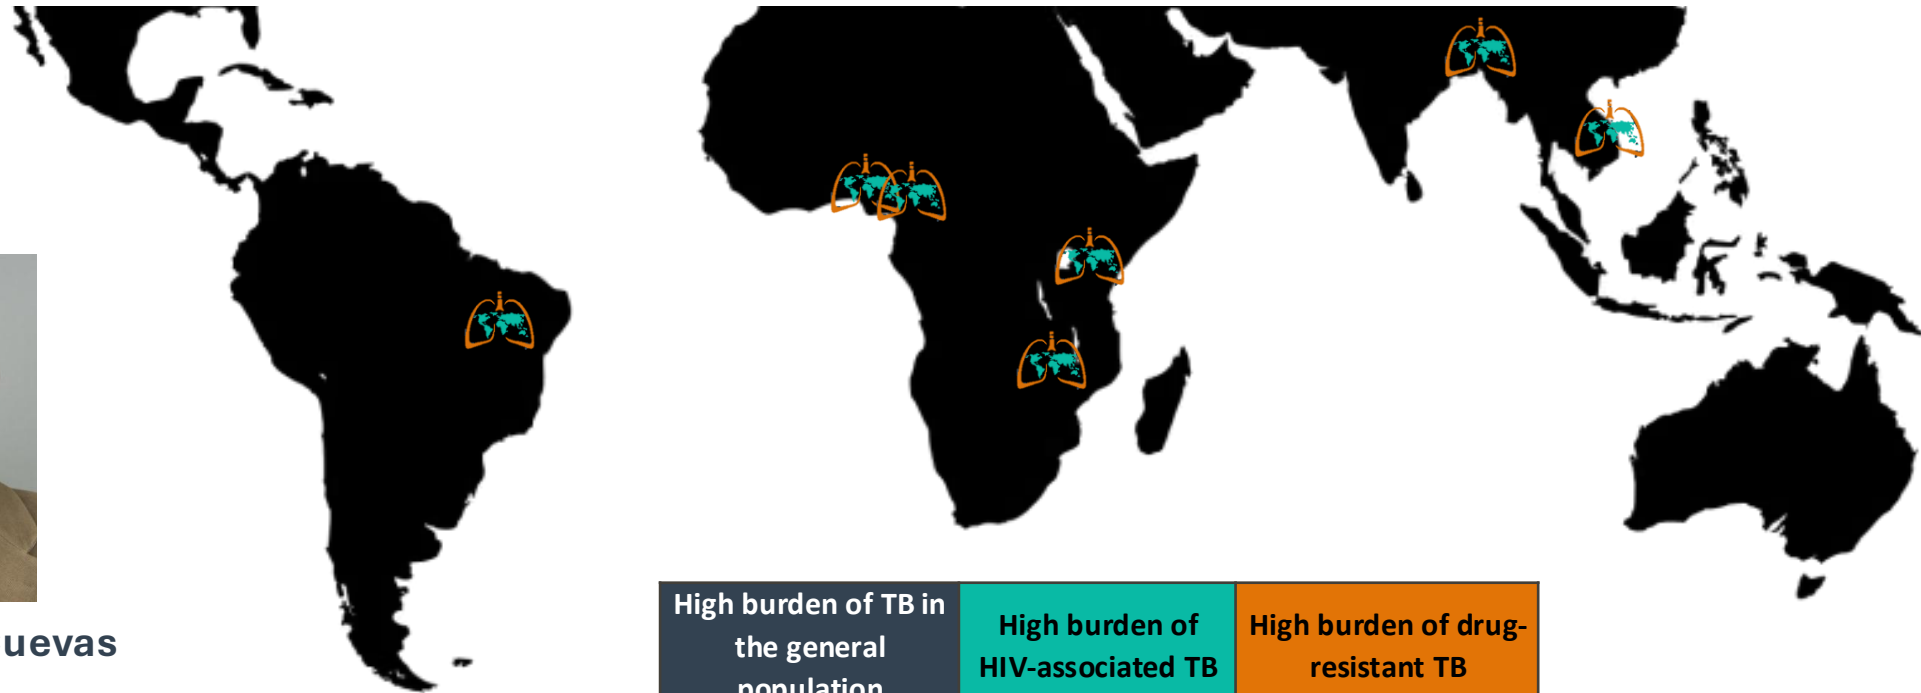 uevas
High burden of TB in
the general
population
High burden of
HIV-associated TB
High burden of drug-
resistant TB